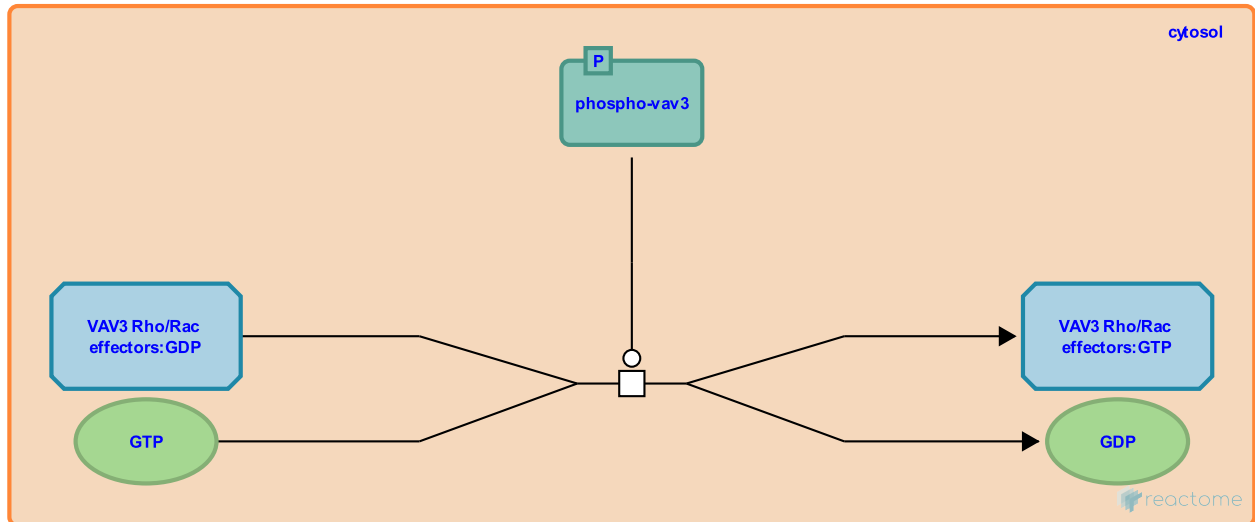 cytosol
P
phospho-vav3
VAV3 Rho/Rac
effectors:GDP
VAV3 Rho/Rac
effectors:GTP
GTP
GDP
reactome